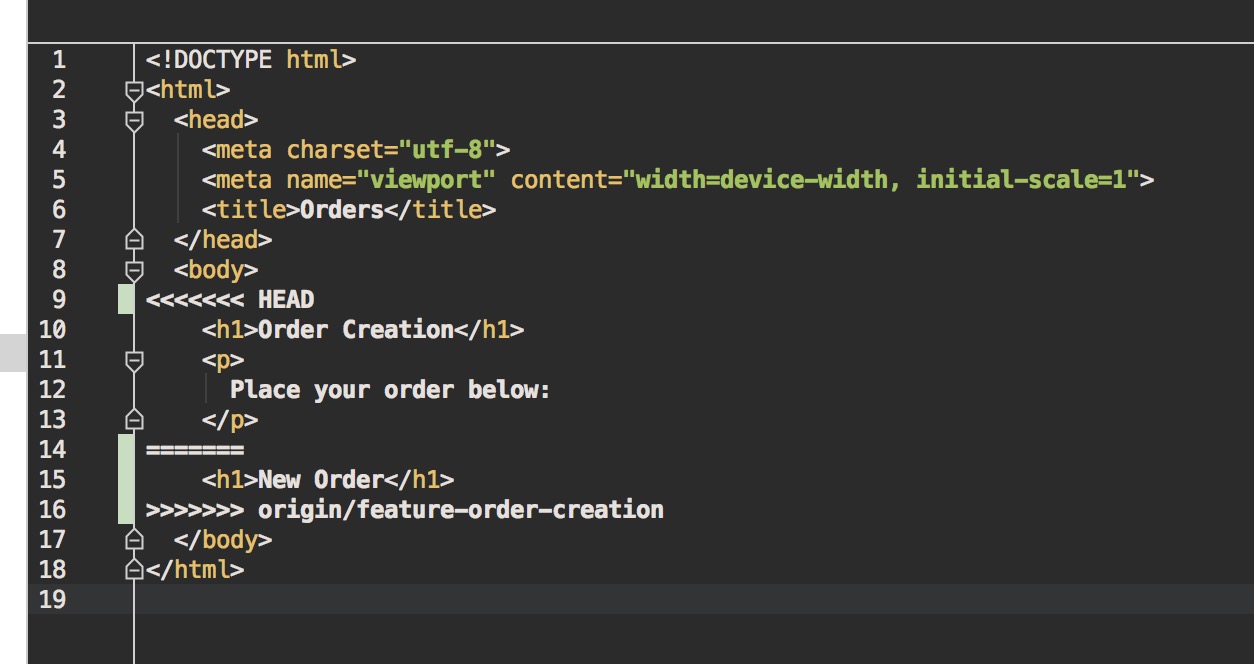 1 <!DOCTYPE html>
2 <html>
3   <head>
4     <meta charset="utf-8">
5     <meta name="viewport" content="width=device-width, initial-scale=1">
6     <title>Orders</title>
7   </head>
8   <body>
9 <<<<<<< HEAD
10     <h1>Order Creation</h1>
11     <p>
12       Place your order below:
13     </p>
14 =======
15     <h1>New Order</h1>
16 >>>>>>> origin/feature-order-creation
17   </body>
18 </html>
19